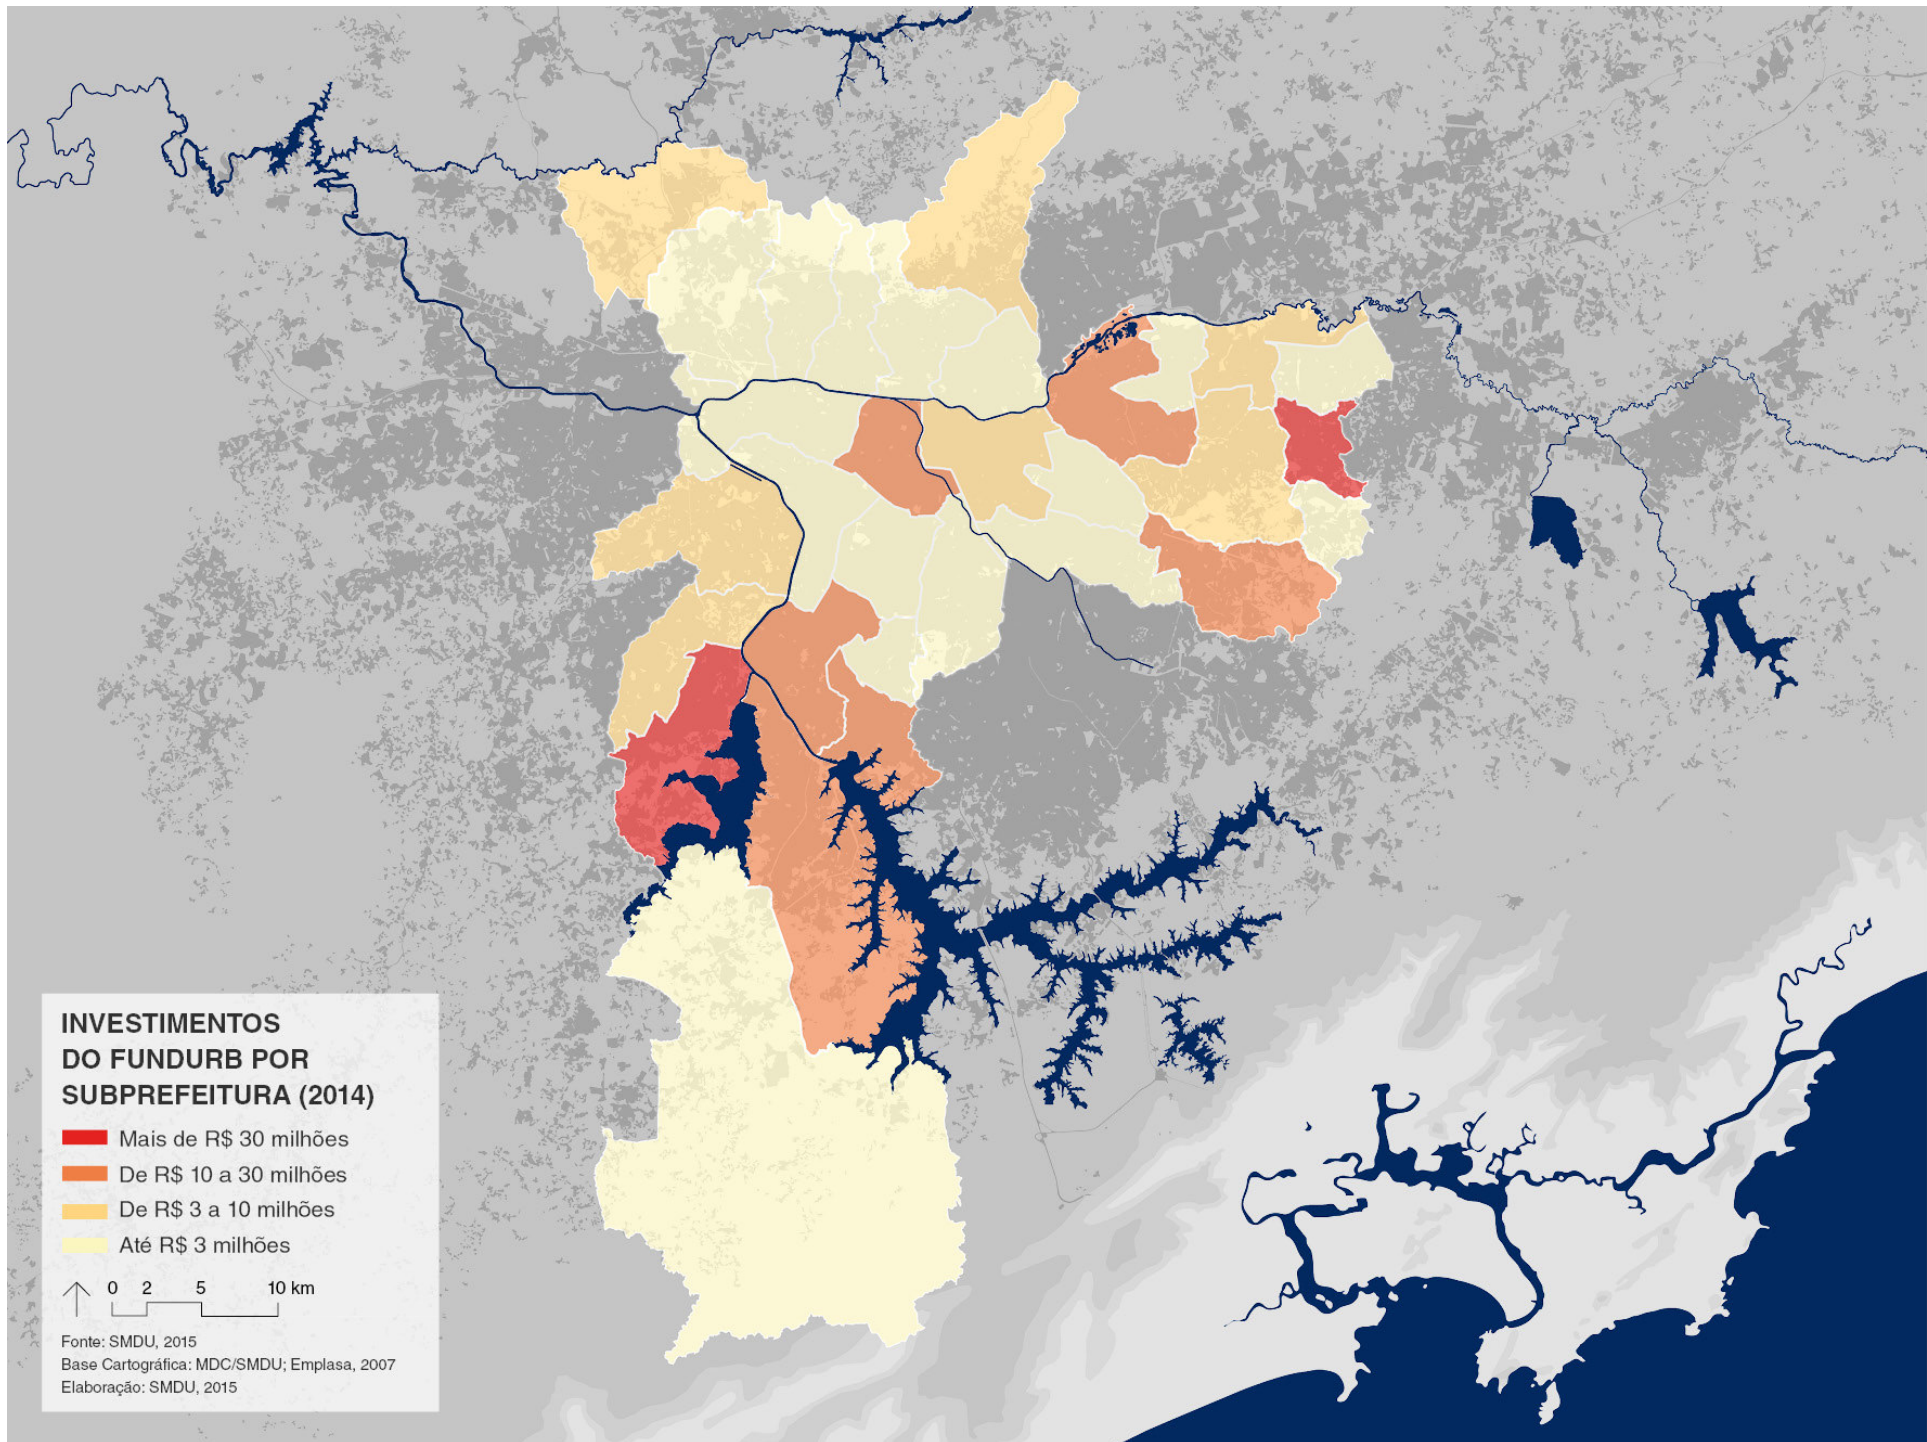 INVESTIMENTOS
DO FUNDURB POR
SUBPREFEITURA (2014)
Mais de R$ 30 milhões
De R$ 10 a 30 milhões
De R$ 3 a 10 milhões
Até R$ 3 milhões
0 2 5 10 km
Fonte: SMDU, 2015
Base Cartográfica: MDC/SMDU; Emplasa, 2007
Elaboração: SMDU, 2015